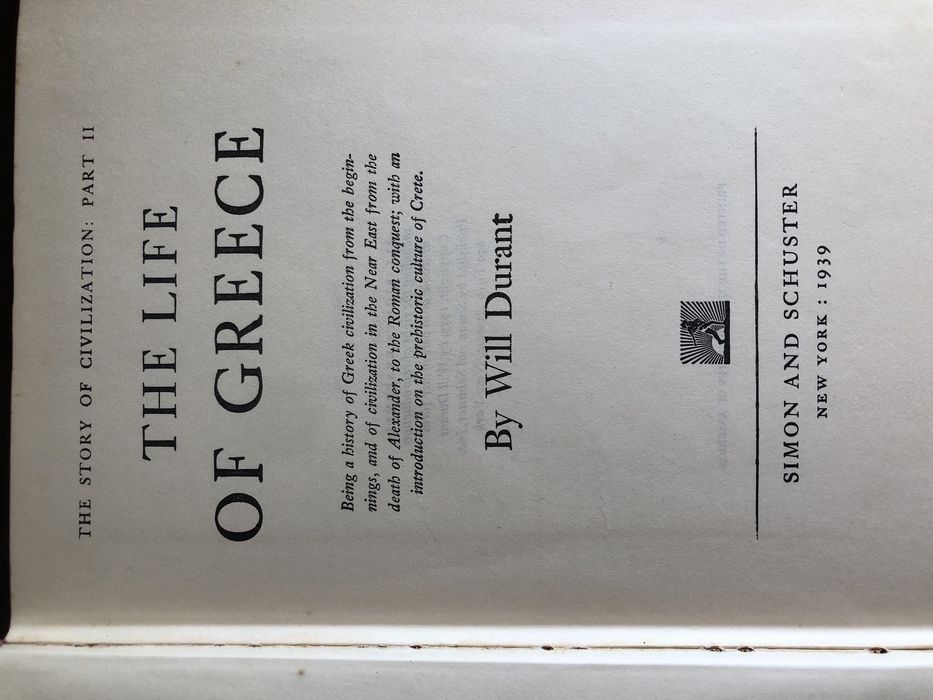 THE STORY OF CIVILIZATION: PART II
THE LIFE
OF GREECE
Being a history of Greek civilization from the begin-
nings, and of civilization in the Near East from the
death of Alexander, to the Roman conquest; with an
introduction on the prehistoric culture of Crete.
By Will Durant
SIMON AND SCHUSTER
NEW YORK : 1939